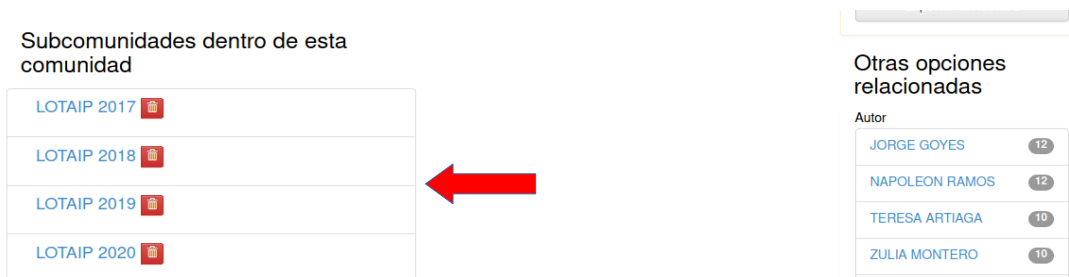 Subcomunidades dentro de esta
comunidad
LOTAIP 2017
LOTAIP 2018
LOTAIP 2019
LOTAIP 2020
Otras opciones
relacionadas
Autor
JORGE GOYES 12
NAPOLEON RAMOS 12
TERESA ARTIAGA 10
ZULIA MONTERO 10